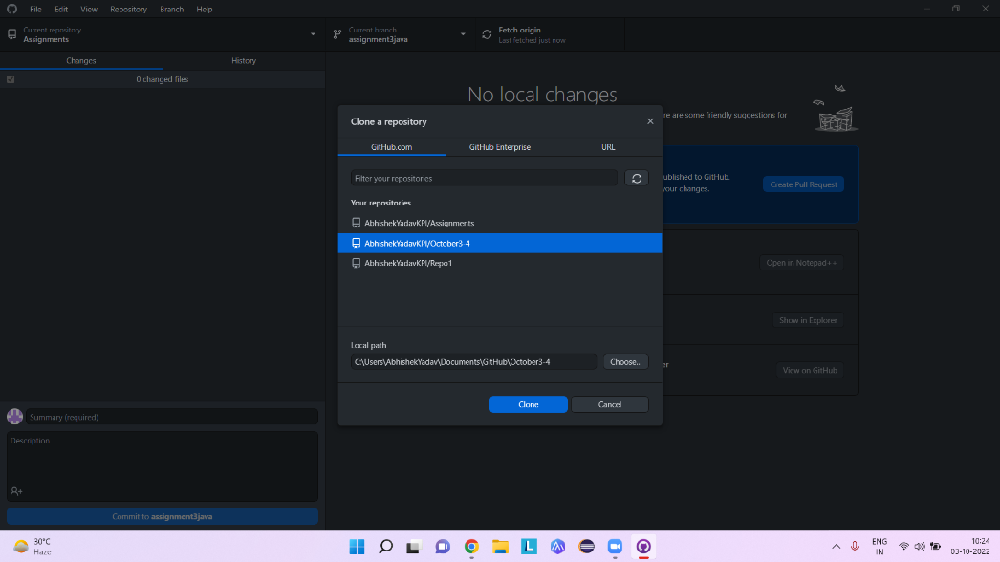 File Edit View Repository Branch Help
Current repository
Assignments
Current branch
assignment3java
Fetch origin
Last fetched just now
Changes History
0 changed files
No local changes
re are some friendly suggestions for
ublished to GitHub.
your changes.
Create Pull Request
Open in Notepad++
Show in Explorer
er
View on GitHub
Clone a repository
GitHub.com GitHub Enterprise URL
Filter your repositories
Your repositories
AbhishekYadavKPI/Assignments
AbhishekYadavKPI/October3-4
AbhishekYadavKPI/Repo1
Local path
C:\Users\AbhishekYadav\Documents\GitHub\October3-4
Choose...
Clone Cancel
Summary (required)
Description
Commit to assignment3java
30°C
Haze
L
ENG
IN
10:24
03-10-2022